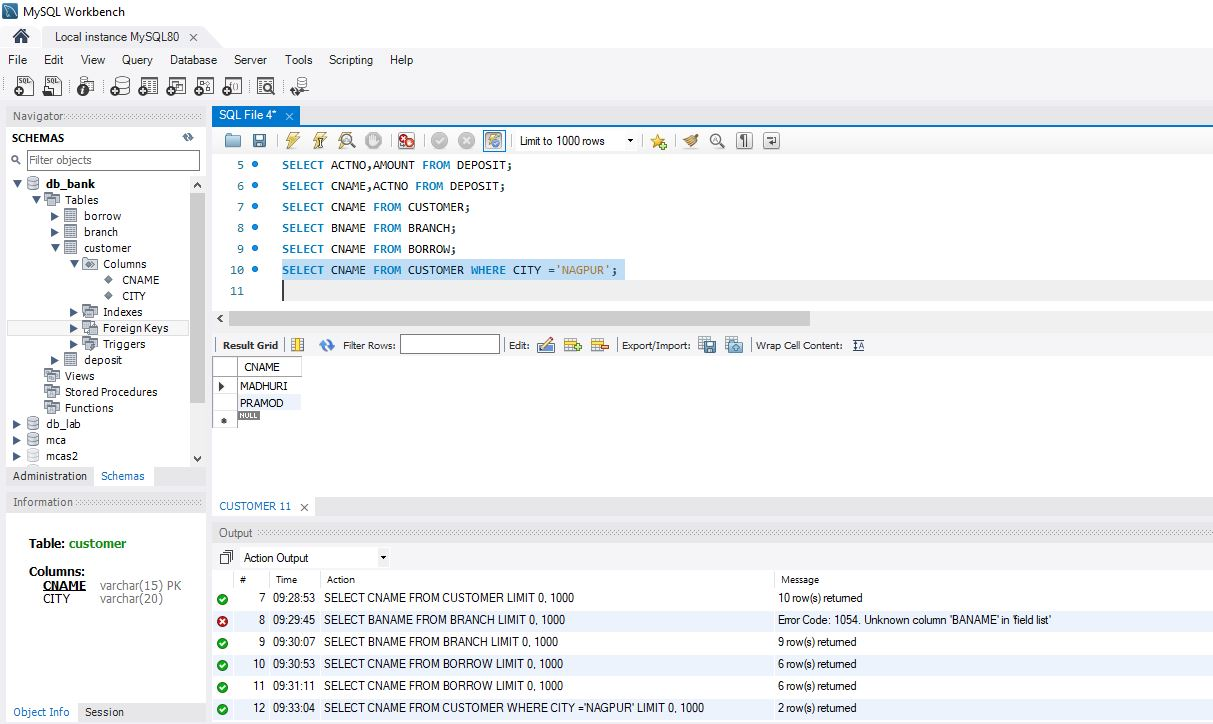 MySQL Workbench
Local instance MySQL80 ×
File Edit View Query Database Server Tools Scripting Help
Navigator
SCHEMAS
Filter objects
db_bank
Tables
borrow
branch
customer
Columns
CNAME
CITY
Indexes
Foreign Keys
Triggers
deposit
Views
Stored Procedures
Functions
db_lab
mca
mcas2
Administration Schemas
Information
Table: customer
Columns:
CNAME varchar(15) PK
CITY varchar(20)
Object Info Session
SQL File 4* ×
Limit to 1000 rows
5 SELECT ACTNO,AMOUNT FROM DEPOSIT;
6 SELECT CNAME,ACTNO FROM DEPOSIT;
7 SELECT CNAME FROM CUSTOMER;
8 SELECT BNAME FROM BRANCH;
9 SELECT CNAME FROM BORROW;
10 SELECT CNAME FROM CUSTOMER WHERE CITY ='NAGPUR';
11
Result Grid Filter Rows: Edit: Export/Import: Wrap Cell Content:
CNAME
MADHURI
PRAMOD
NULL
CUSTOMER 11 ×
Output
Action Output
# Time Action Message
7 09:28:53 SELECT CNAME FROM CUSTOMER LIMIT 0, 1000 10 row(s) returned
8 09:29:45 SELECT BANAME FROM BRANCH LIMIT 0, 1000 Error Code: 1054. Unknown column 'BANAME' in 'field list'
9 09:30:07 SELECT BNAME FROM BRANCH LIMIT 0, 1000 9 row(s) returned
10 09:30:53 SELECT CNAME FROM BORROW LIMIT 0, 1000 6 row(s) returned
11 09:31:11 SELECT CNAME FROM BORROW LIMIT 0, 1000 6 row(s) returned
12 09:33:04 SELECT CNAME FROM CUSTOMER WHERE CITY ='NAGPUR' LIMIT 0, 1000 2 row(s) returned